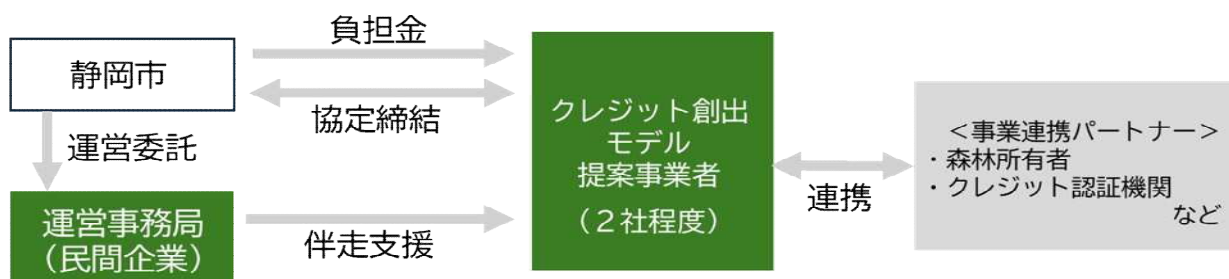 静岡市
負担金
協定締結
運営委託
運営事務局
（民間企業）
伴走支援
クレジット創出
モデル
提案事業者
（２社程度）
連携
＜事業連携パートナー＞
・森林所有者
・クレジット認証機関
など